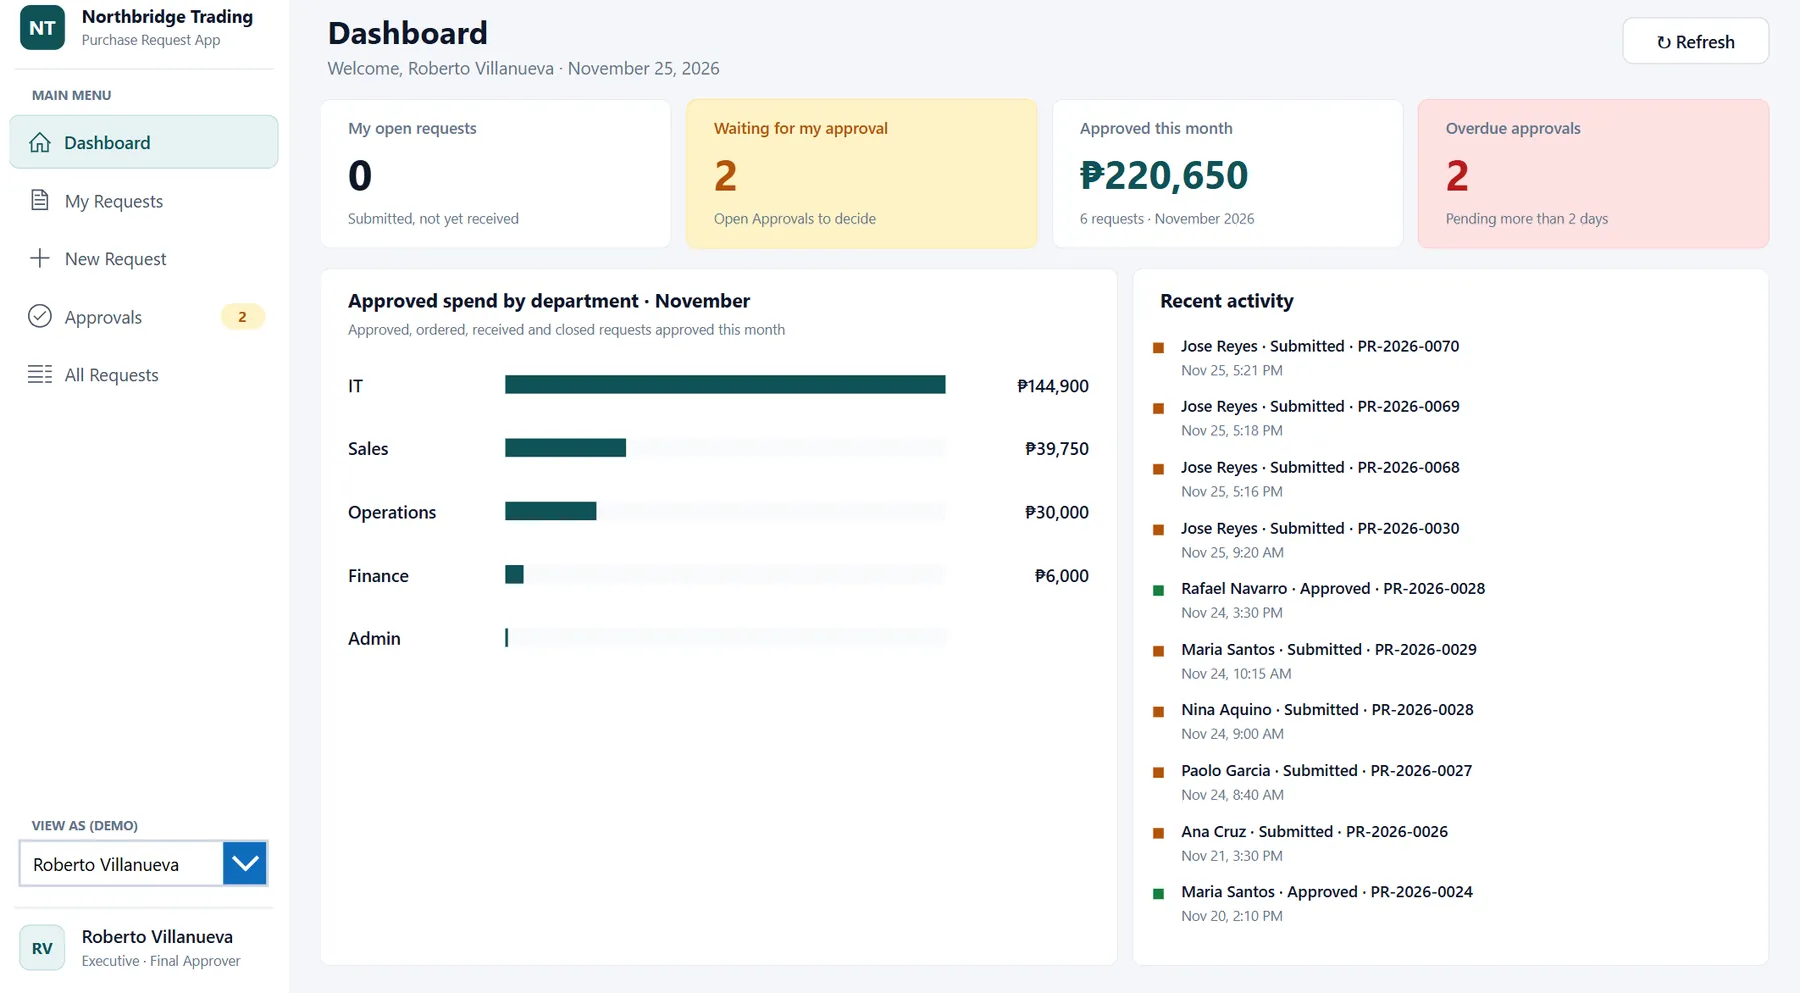 NT
Northbridge Trading
Purchase Request App
MAIN MENU
Dashboard
My Requests
New Request
Approvals
2
All Requests
VIEW AS (DEMO)
Roberto Villanueva
RV
Roberto Villanueva
Executive · Final Approver
Dashboard
Welcome, Roberto Villanueva · November 25, 2026
↻ Refresh
My open requests
0
Submitted, not yet received
Waiting for my approval
2
Open Approvals to decide
Approved this month
₱220,650
6 requests · November 2026
Overdue approvals
2
Pending more than 2 days
Approved spend by department · November
Approved, ordered, received and closed requests approved this month
IT ₱144,900
Sales ₱39,750
Operations ₱30,000
Finance ₱6,000
Admin
Recent activity
Jose Reyes · Submitted · PR-2026-0070
Nov 25, 5:21 PM
Jose Reyes · Submitted · PR-2026-0069
Nov 25, 5:18 PM
Jose Reyes · Submitted · PR-2026-0068
Nov 25, 5:16 PM
Jose Reyes · Submitted · PR-2026-0030
Nov 25, 9:20 AM
Rafael Navarro · Approved · PR-2026-0028
Nov 24, 3:30 PM
Maria Santos · Submitted · PR-2026-0029
Nov 24, 10:15 AM
Nina Aquino · Submitted · PR-2026-0028
Nov 24, 9:00 AM
Paolo Garcia · Submitted · PR-2026-0027
Nov 24, 8:40 AM
Ana Cruz · Submitted · PR-2026-0026
Nov 21, 3:30 PM
Maria Santos · Approved · PR-2026-0024
Nov 20, 2:10 PM